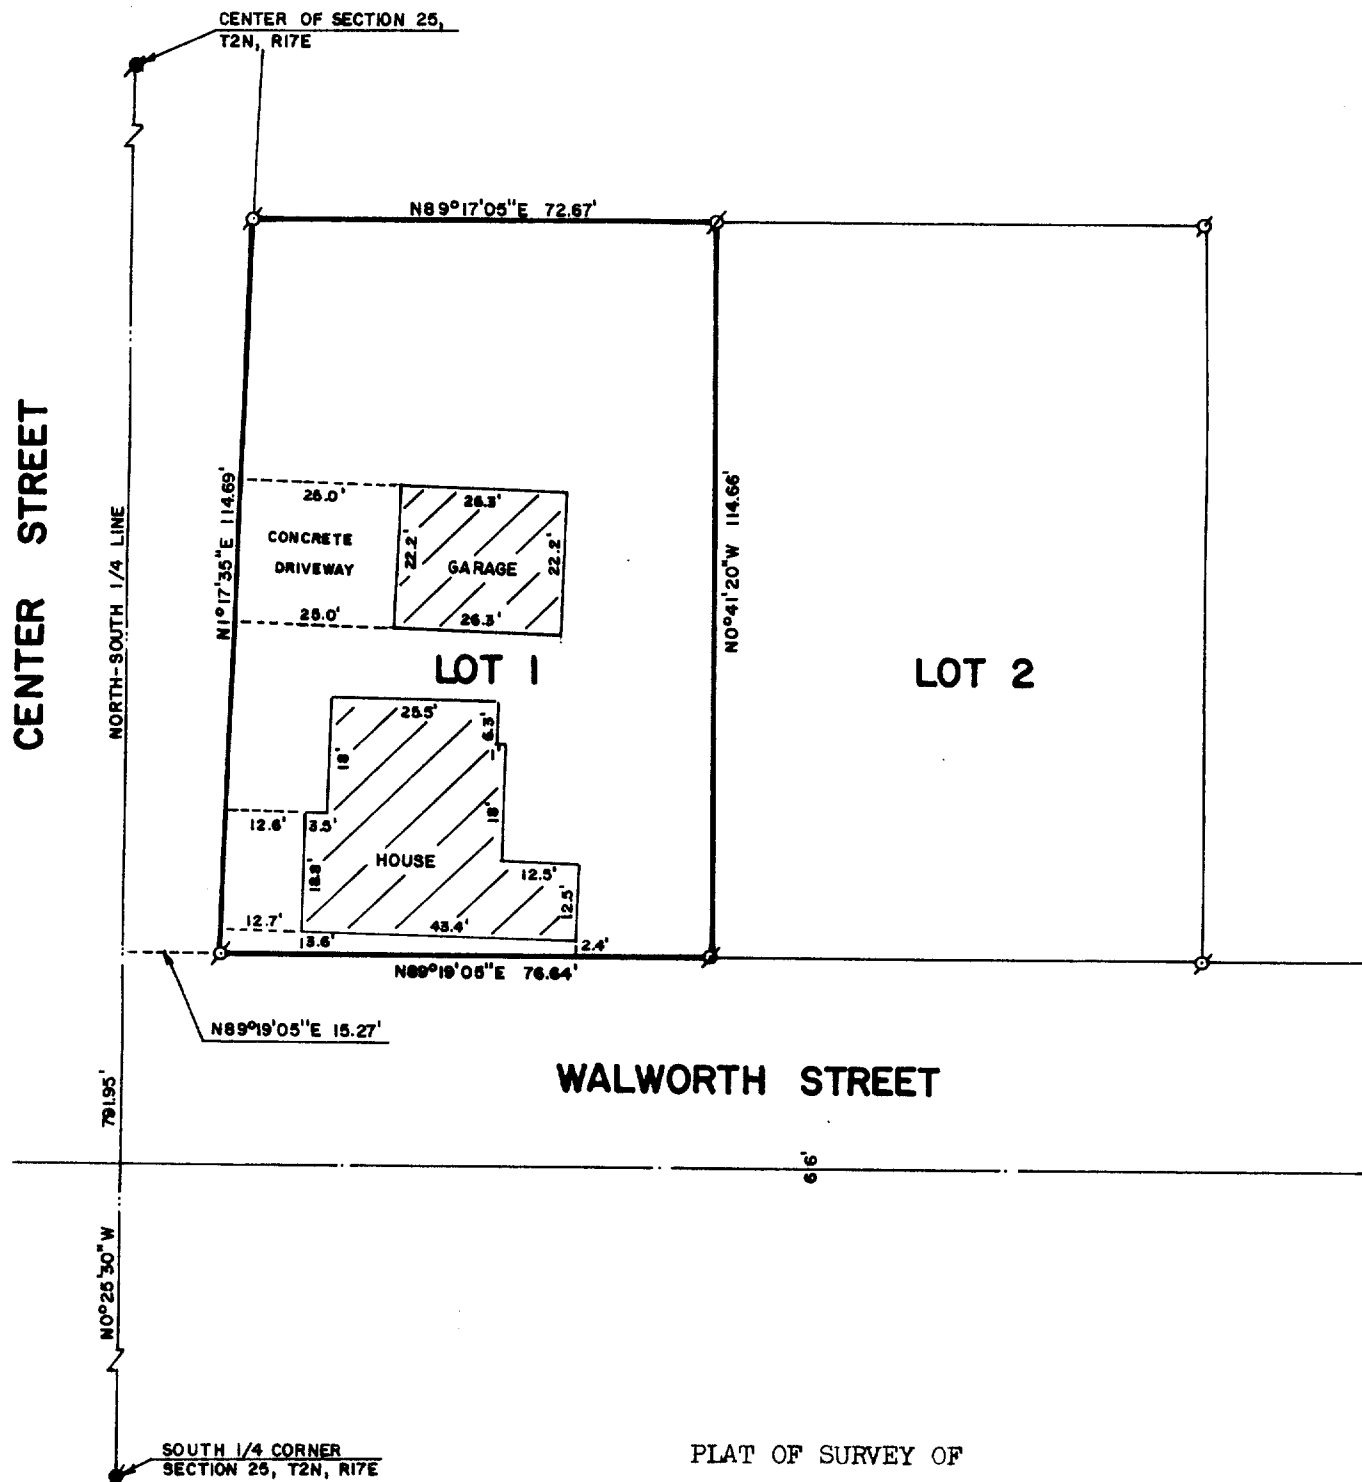 CENTER OF SECTION 25,
T2N, R17E
N89°17'05"E 72.67'
CENTER STREET
NORTH-SOUTH 1/4 LINE
N1°17'35"E 114.69'
25.0'
CONCRETE
DRIVEWAY
25.0'
26.3'
22.2'
GARAGE
22.2'
26.3'
N0°41'20"W 114.66'
LOT 1
LOT 2
25.5'
6.3'
1'
18'
18'
12.6'
3.5'
HOUSE
18.8'
12.5'
12.5'
12.7'
43.4'
3.6'
2.4'
N89°19'05"E 76.64'
N89°19'05"E 15.27'
WALWORTH STREET
791.95'
66'
N0°25'30"W
SOUTH 1/4 CORNER
SECTION 25, T2N, R17E
PLAT OF SURVEY OF